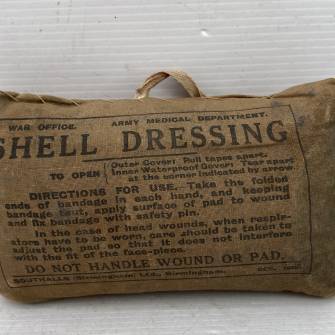 WAR OFFICE. ARMY MEDICAL DEPARTMENT.
SHELL DRESSING
TO OPEN { Outer Cover: Pull tapes apart.
Inner Waterproof Cover: Tear apart
at the corner indicated by arrow.
DIRECTIONS FOR USE. Take the folded
ends of bandage in each hand, and keeping
bandage taut, apply surface of pad to wound
and fix bandage with safety pin.
In the case of head wounds, when respir-
ators have to be worn, care should be taken to
adjust the pad so that it does not interfere
with the fit of the face-piece.
DO NOT HANDLE WOUND OR PAD.
SOUTHALLS (Birmingham) Ltd., Birmingham.